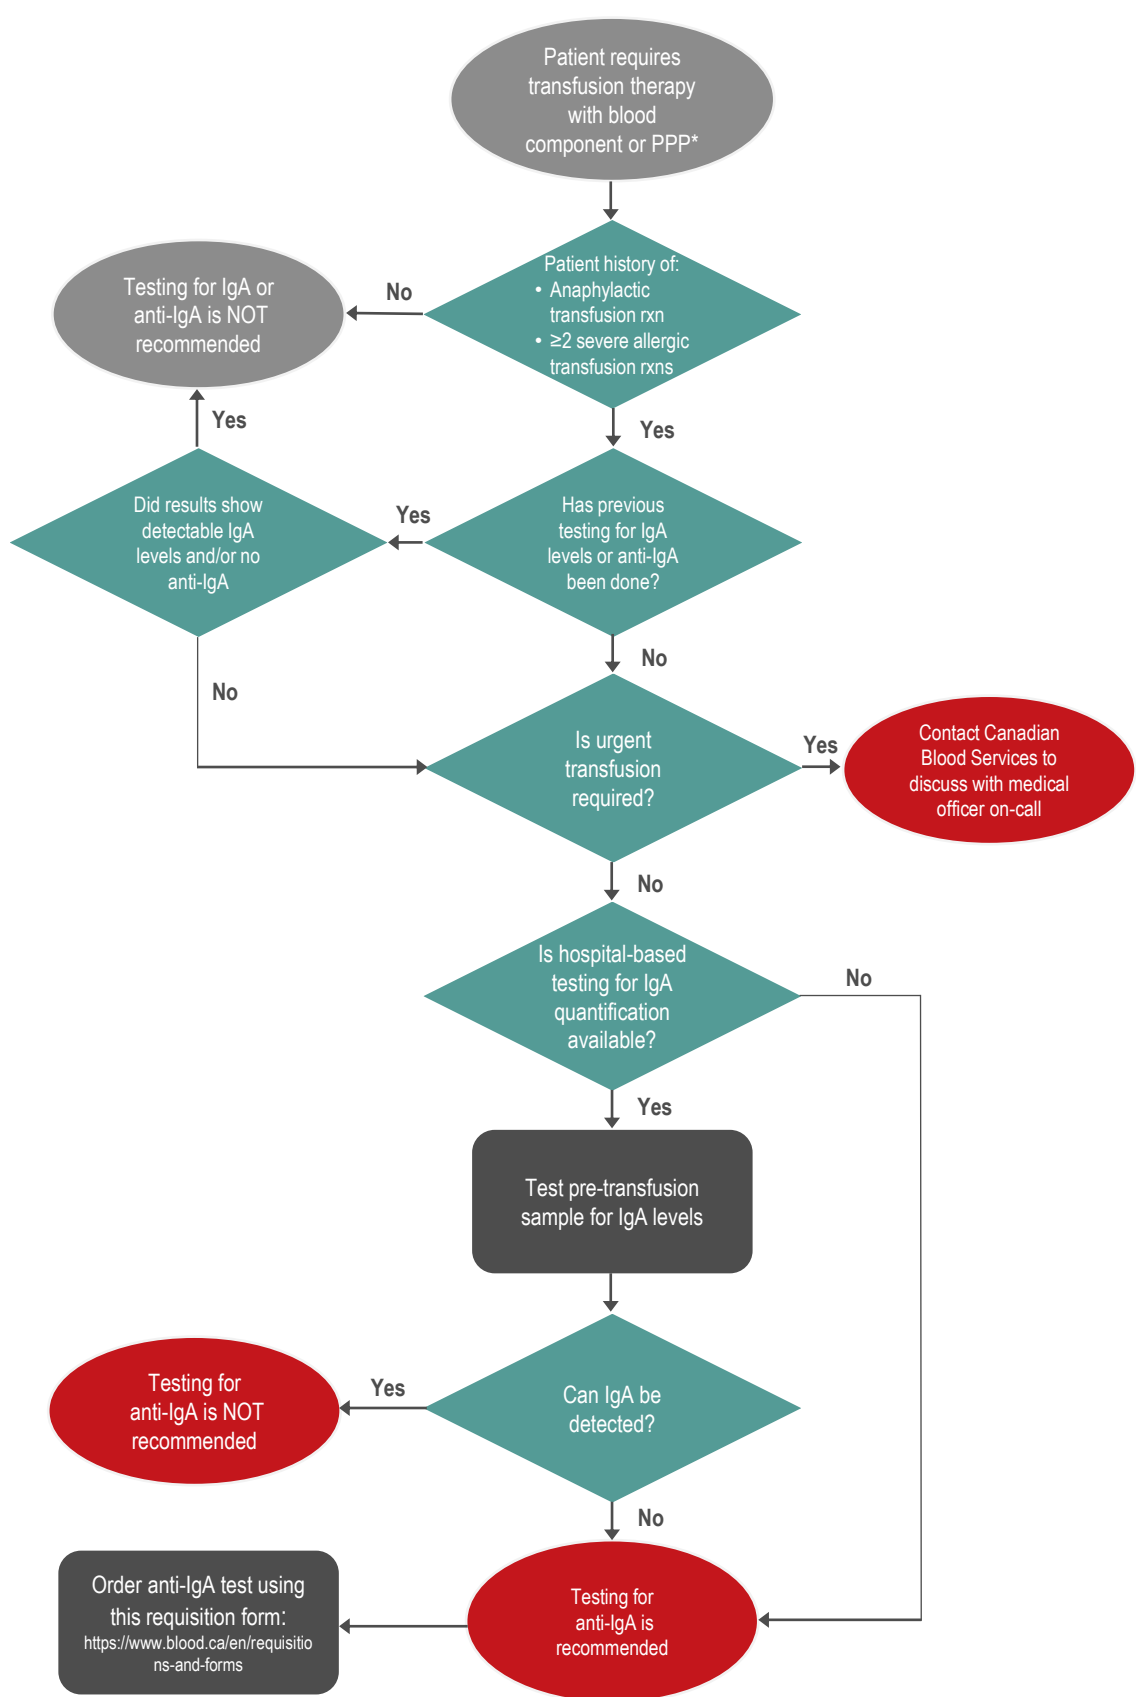 Patient requires
transfusion therapy
with blood
component or PPP*
Patient history of:
• Anaphylactic
transfusion rxn
• ≥2 severe allergic
transfusion rxns
No
Testing for IgA or
anti-IgA is NOT
recommended
Yes
Yes
Has previous
testing for IgA
levels or anti-IgA
been done?
Yes
Did results show
detectable IgA
levels and/or no
anti-IgA
No
No
Is urgent
transfusion
required?
Yes
Contact Canadian
Blood Services to
discuss with medical
officer on-call
No
Is hospital-based
testing for IgA
quantification
available?
No
Yes
Test pre-transfusion
sample for IgA levels
Can IgA be
detected?
Yes
Testing for
anti-IgA is NOT
recommended
No
Testing for
anti-IgA is
recommended
Order anti-IgA test using
this requisition form:
https://www.blood.ca/en/requisitio
ns-and-forms